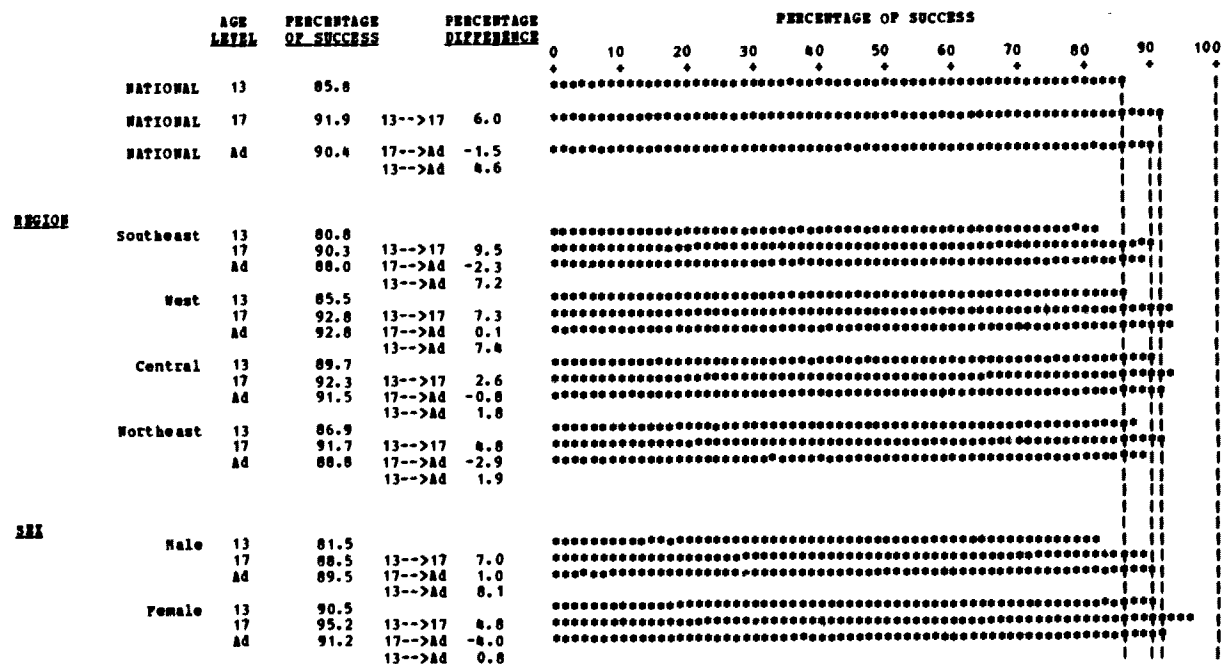 AGE PERCENTAGE PERCENTAGE PERCENTAGE OF SUCCESS
LEVEL OF SUCCESS DIFFERENCE
0 10 20 30 40 50 60 70 80 90 100
NATIONAL 13 85.8
NATIONAL 17 91.9 13-->17 6.0
NATIONAL Ad 90.4 17-->Ad -1.5
13-->Ad 4.6
REGION
Southeast 13 80.8
17 90.3 13-->17 9.5
Ad 88.0 17-->Ad -2.3
13-->Ad 7.2
West 13 85.5
17 92.8 13-->17 7.3
Ad 92.8 17-->Ad 0.1
13-->Ad 7.4
Central 13 89.7
17 92.3 13-->17 2.6
Ad 91.5 17-->Ad -0.8
13-->Ad 1.8
Northeast 13 86.9
17 91.7 13-->17 4.8
Ad 88.8 17-->Ad -2.9
13-->Ad 1.9
SEX
Male 13 81.5
17 88.5 13-->17 7.0
Ad 89.5 17-->Ad 1.0
13-->Ad 8.1
Female 13 90.5
17 95.2 13-->17 4.8
Ad 91.2 17-->Ad -4.0
13-->Ad 0.8